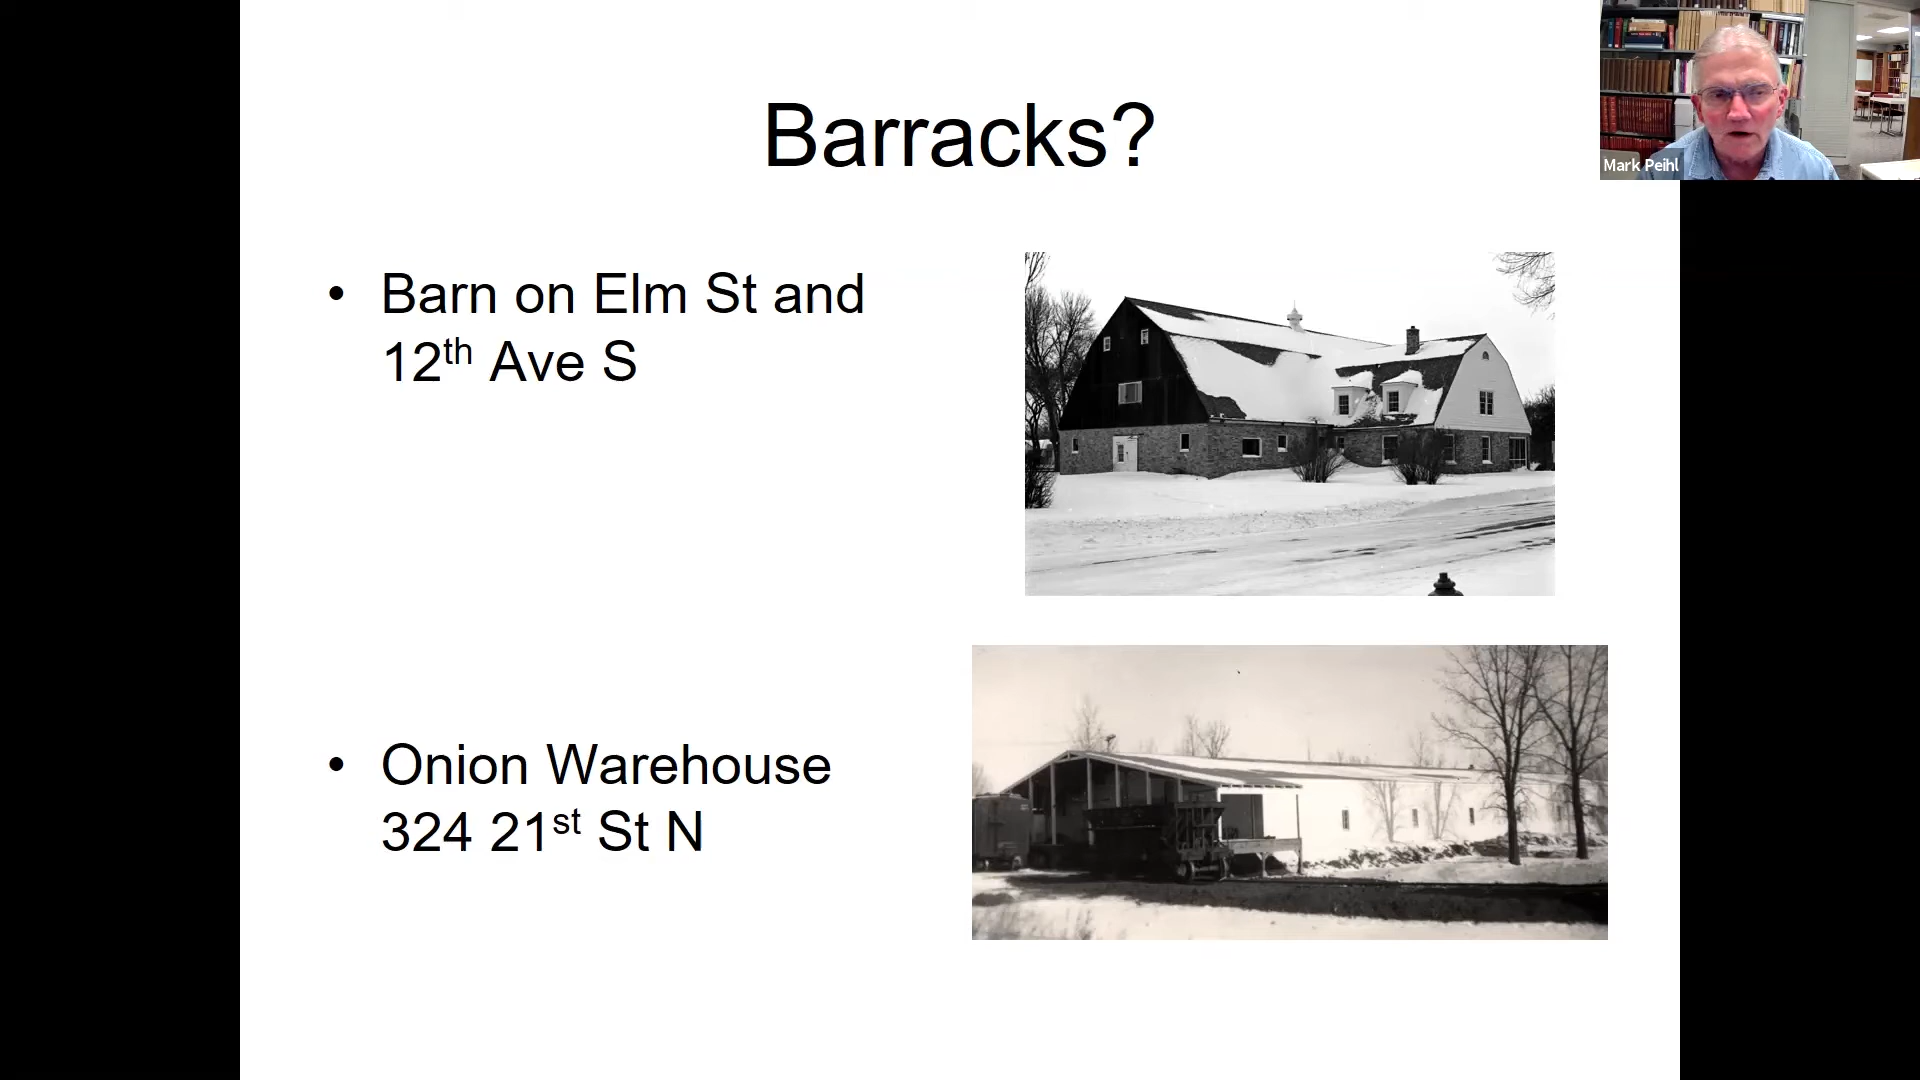 Barracks?
Mark Peihl
• Barn on Elm St and
12th Ave S
• Onion Warehouse
324 21st St N